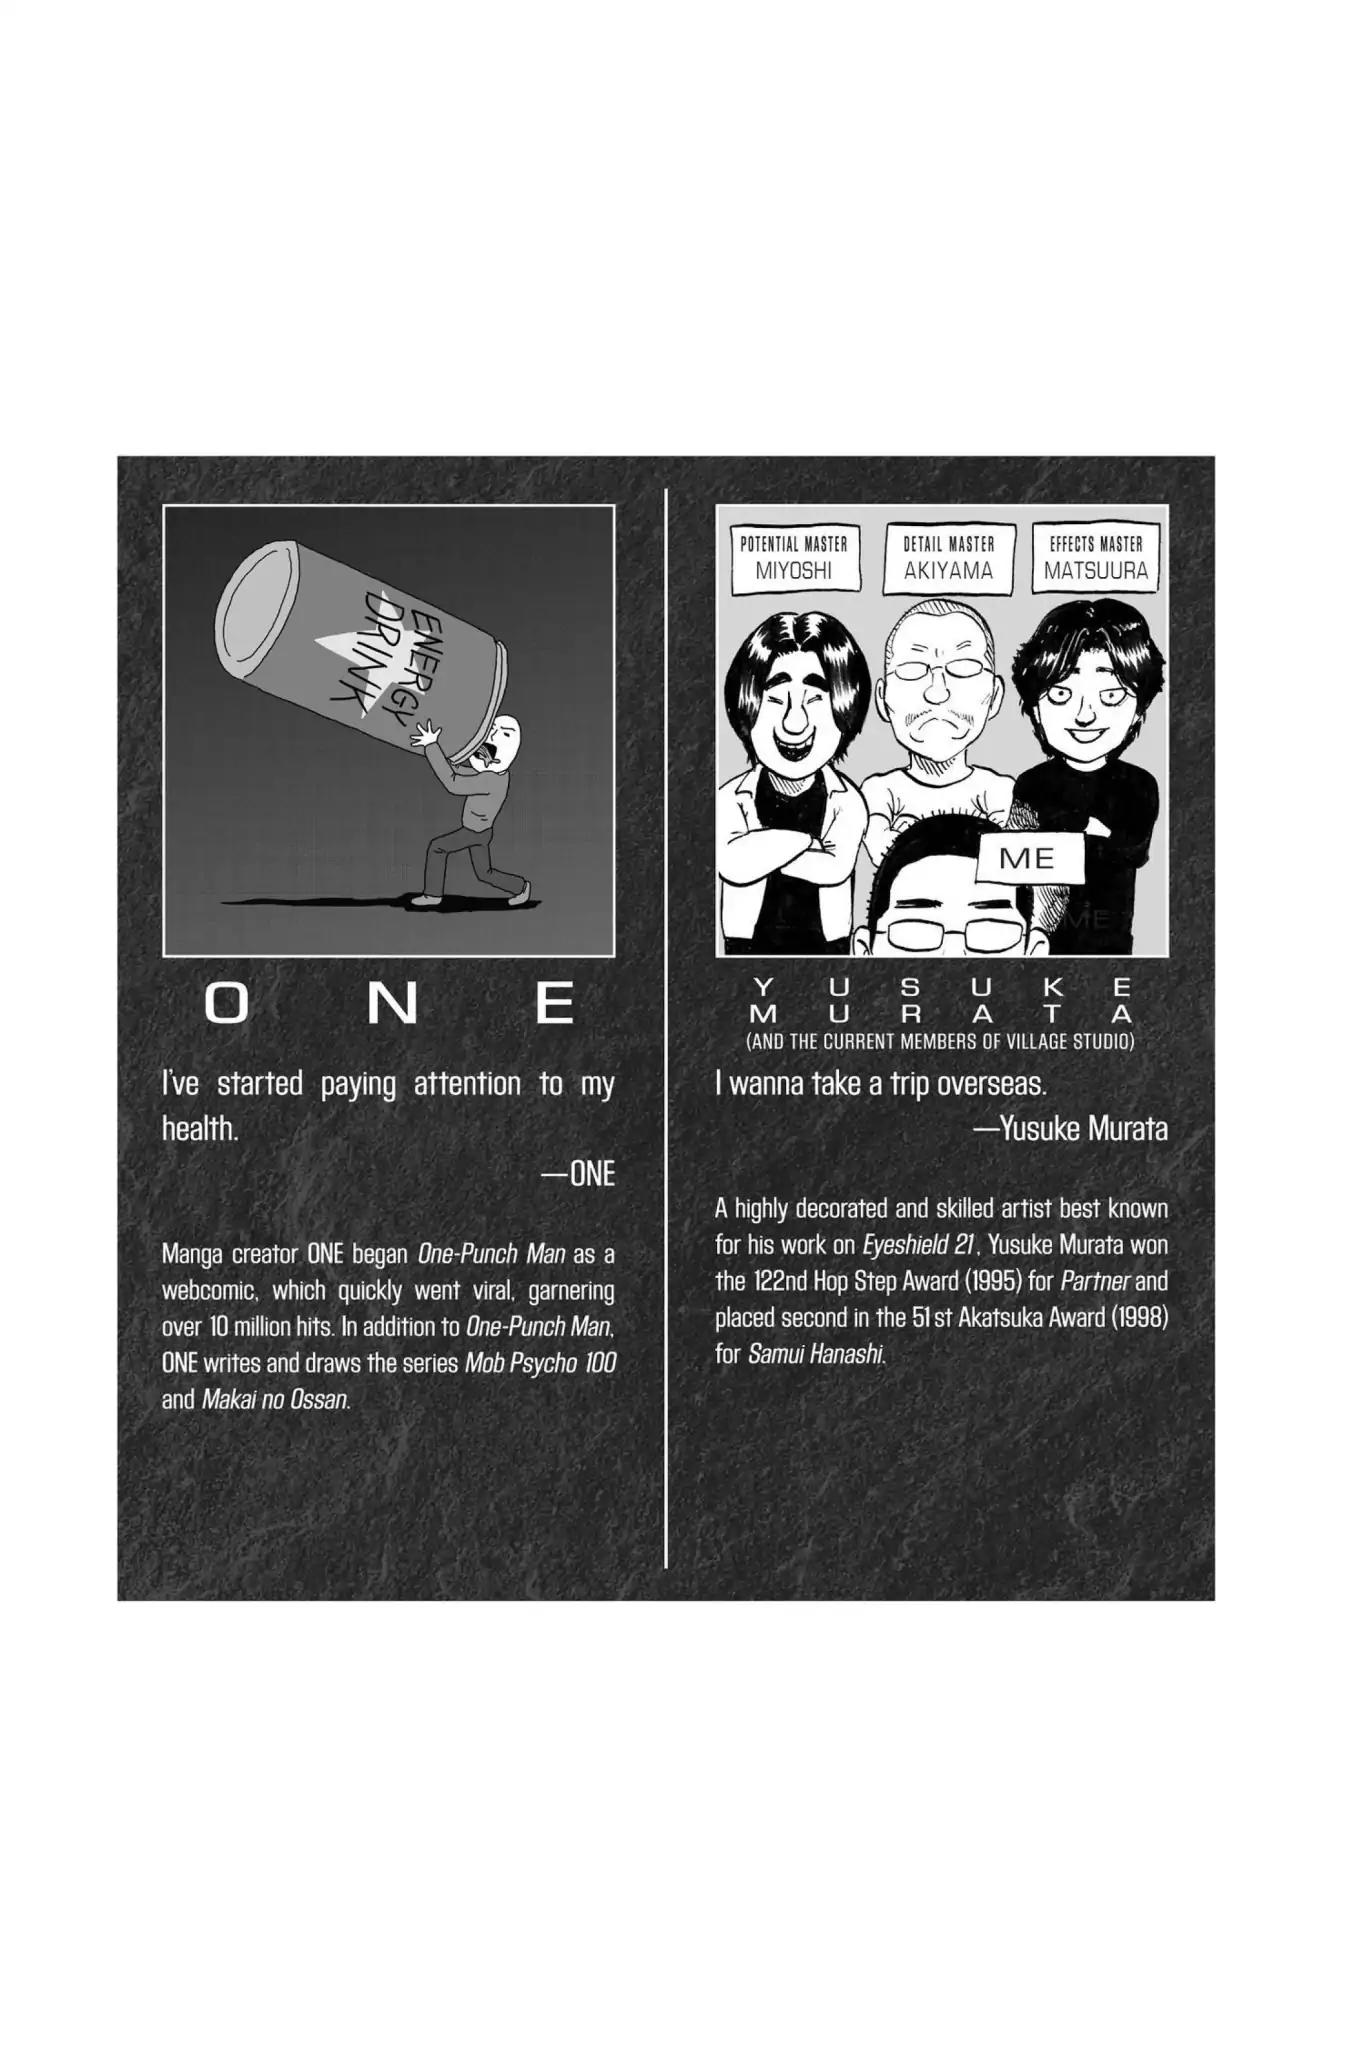 ENERGY
DRINK
O N E
I've started paying attention to my
health.
—ONE
Manga creator ONE began One-Punch Man as a
webcomic, which quickly went viral, garnering
over 10 million hits. In addition to One-Punch Man,
ONE writes and draws the series Mob Psycho 100
and Makai no Ossan.
POTENTIAL MASTER
MIYOSHI
DETAIL MASTER
AKIYAMA
EFFECTS MASTER
MATSUURA
ME
ME
YUSUKE
MURATA
(AND THE CURRENT MEMBERS OF VILLAGE STUDIO)
I wanna take a trip overseas.
—Yusuke Murata
A highly decorated and skilled artist best known
for his work on Eyeshield 21, Yusuke Murata won
the 122nd Hop Step Award (1995) for Partner and
placed second in the 51st Akatsuka Award (1998)
for Samui Hanashi.